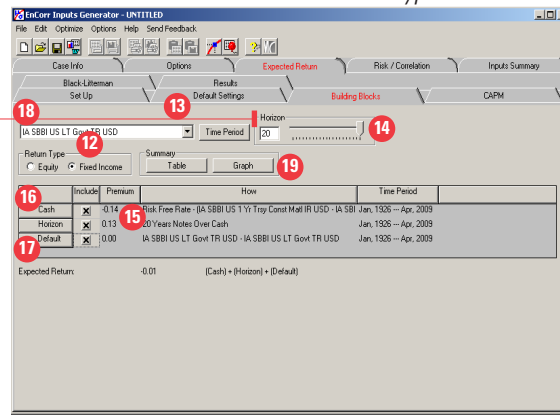 EnCorr Inputs Generator - UNTITLED
File Edit Optimize Options Help Send Feedback
Case Info Options Expected Return Risk / Correlation Inputs Summary
Black-Litterman Results
Set Up Default Settings Building Blocks CAPM
13
18
Horizon
IA SBBI US LT Govt TR USD Time Period 20
14
12
Return Type Summary
Equity Fixed Income Table Graph
19
16
Include Premium How Time Period
Cash X -0.14 Risk Free Rate - (IA SBBI US 1 Yr Trsy Const Matl IR USD - IA SBI Jan, 1926 --- Apr, 2009
15
Horizon X 0.13 20 Years Notes Over Cash
17
Default X 0.00 IA SBBI US LT Govt TR USD - IA SBBI US LT Govt TR USD Jan, 1926 --- Apr, 2009
Expected Return: -0.01 (Cash) + (Horizon) + (Default)